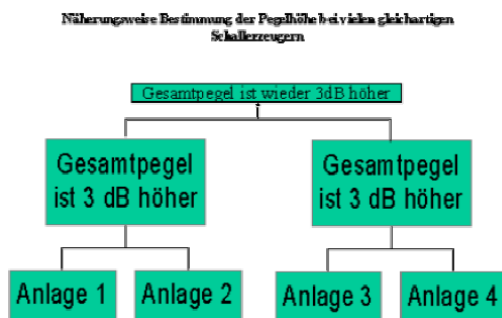 Näherungsweise Bestimmung der Pegelhöhe bei vielen gleichartigen
Schallerzeugern
Gesamtpegel ist wieder 3dB höher
Gesamtpegel
ist 3 dB höher
Gesamtpegel
ist 3 dB höher
Anlage 1
Anlage 2
Anlage 3
Anlage 4